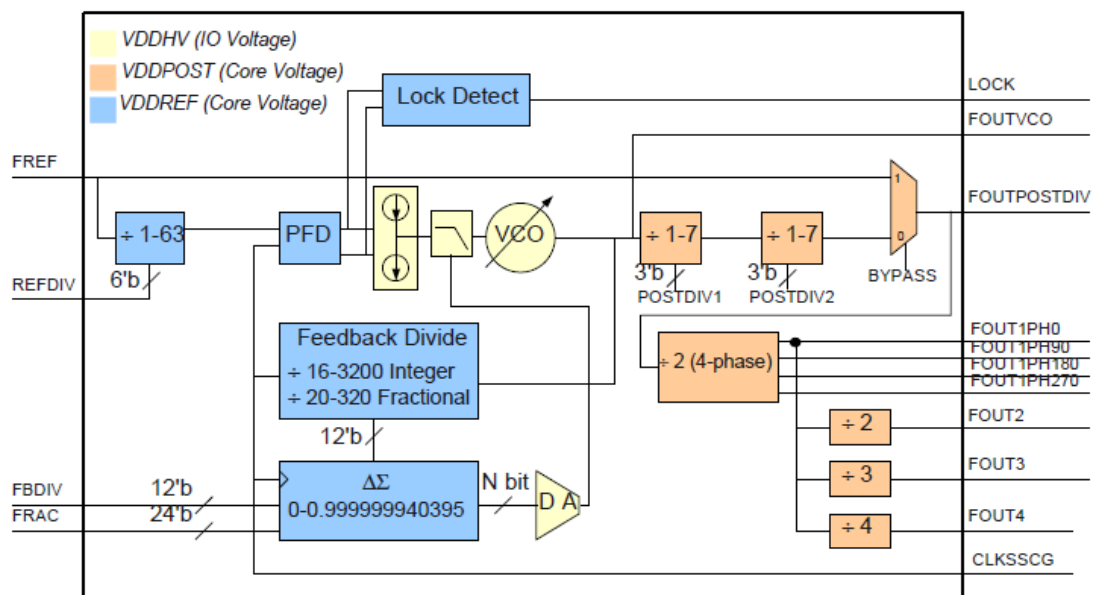 VDDHV (IO Voltage)
VDDPOST (Core Voltage)
VDDREF (Core Voltage)
Lock Detect
LOCK
FOUTVCO
FREF
1
FOUTPOSTDIV
÷ 1-63
PFD
VCO
÷ 1-7
÷ 1-7
0
6'b
3'b
3'b
BYPASS
REFDIV
POSTDIV1
POSTDIV2
Feedback Divide
÷ 16-3200 Integer
÷ 20-320 Fractional
÷ 2 (4-phase)
FOUT1PH0
FOUT1PH90
FOUT1PH180
FOUT1PH270
12'b
÷ 2
FOUT2
FBDIV
12'b
ΔΣ
N bit
÷ 3
FOUT3
FRAC
24'b
0-0.999999940395
D A
÷ 4
FOUT4
CLKSSCG